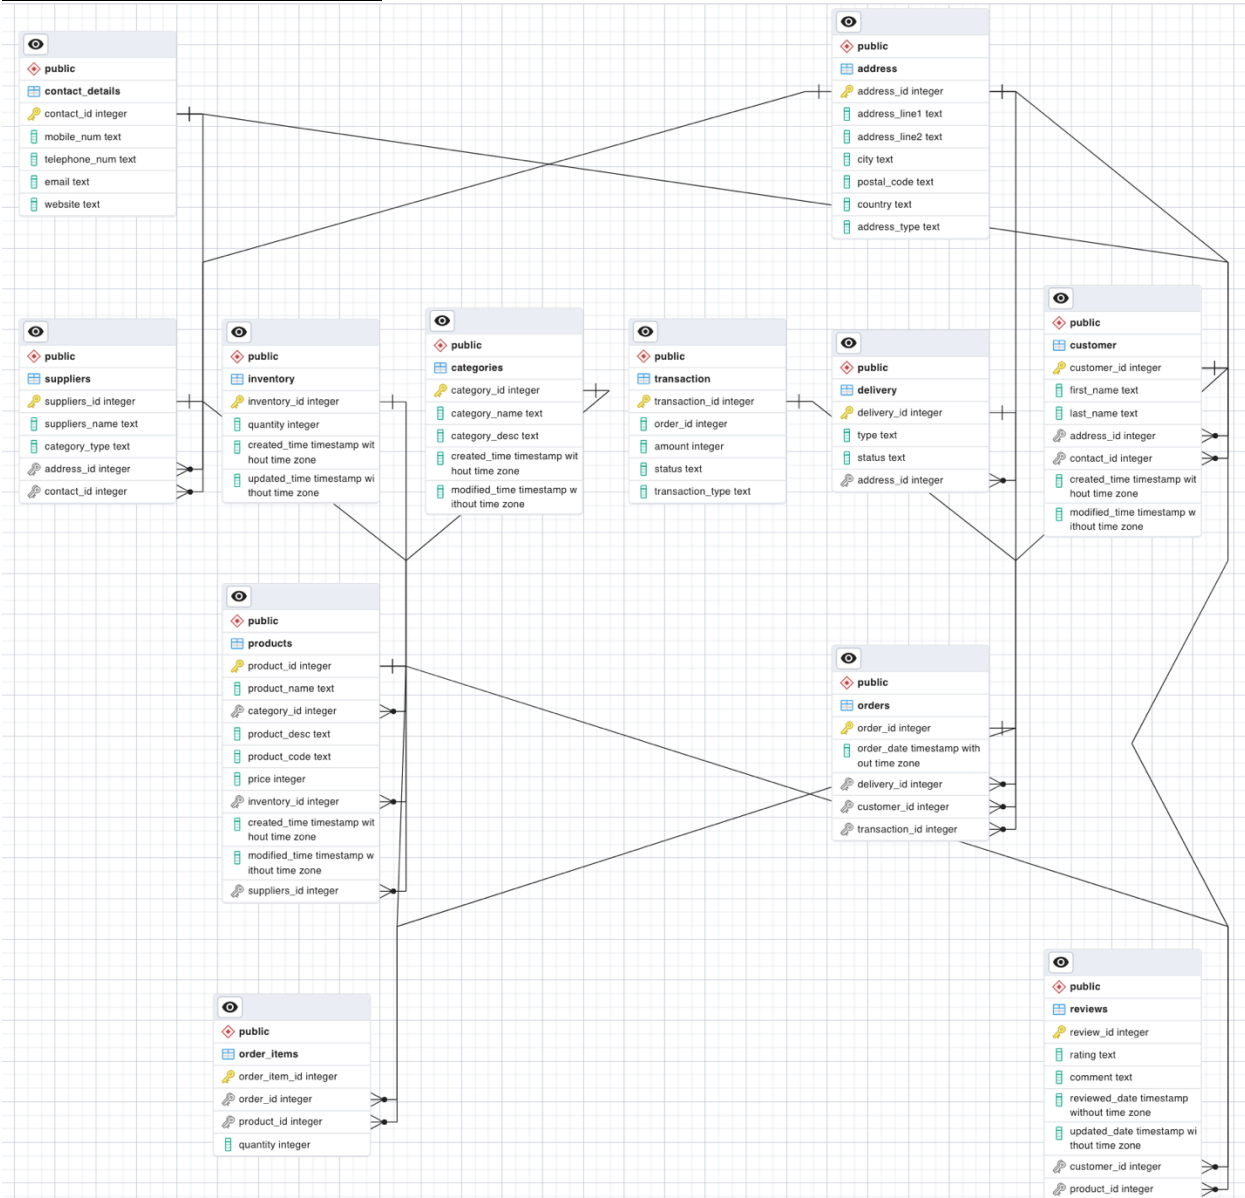 public
contact_details
contact_id integer
mobile_num text
telephone_num text
email text
website text
public
address
address_id integer
address_line1 text
address_line2 text
city text
postal_code text
country text
address_type text
public
suppliers
suppliers_id integer
suppliers_name text
category_type text
address_id integer
contact_id integer
public
inventory
inventory_id integer
quantity integer
created_time timestamp wit
hout time zone
updated_time timestamp wi
thout time zone
public
categories
category_id integer
category_name text
category_desc text
created_time timestamp wit
hout time zone
modified_time timestamp w
ithout time zone
public
transaction
transaction_id integer
order_id integer
amount integer
status text
transaction_type text
public
delivery
delivery_id integer
type text
status text
address_id integer
public
customer
customer_id integer
first_name text
last_name text
address_id integer
contact_id integer
created_time timestamp wit
hout time zone
modified_time timestamp w
ithout time zone
public
products
product_id integer
product_name text
category_id integer
product_desc text
product_code text
price integer
inventory_id integer
created_time timestamp wit
hout time zone
modified_time timestamp w
ithout time zone
suppliers_id integer
public
orders
order_id integer
order_date timestamp with
out time zone
delivery_id integer
customer_id integer
transaction_id integer
public
order_items
order_item_id integer
order_id integer
product_id integer
quantity integer
public
reviews
review_id integer
rating text
comment text
reviewed_date timestamp
without time zone
updated_date timestamp wi
thout time zone
customer_id integer
product_id integer